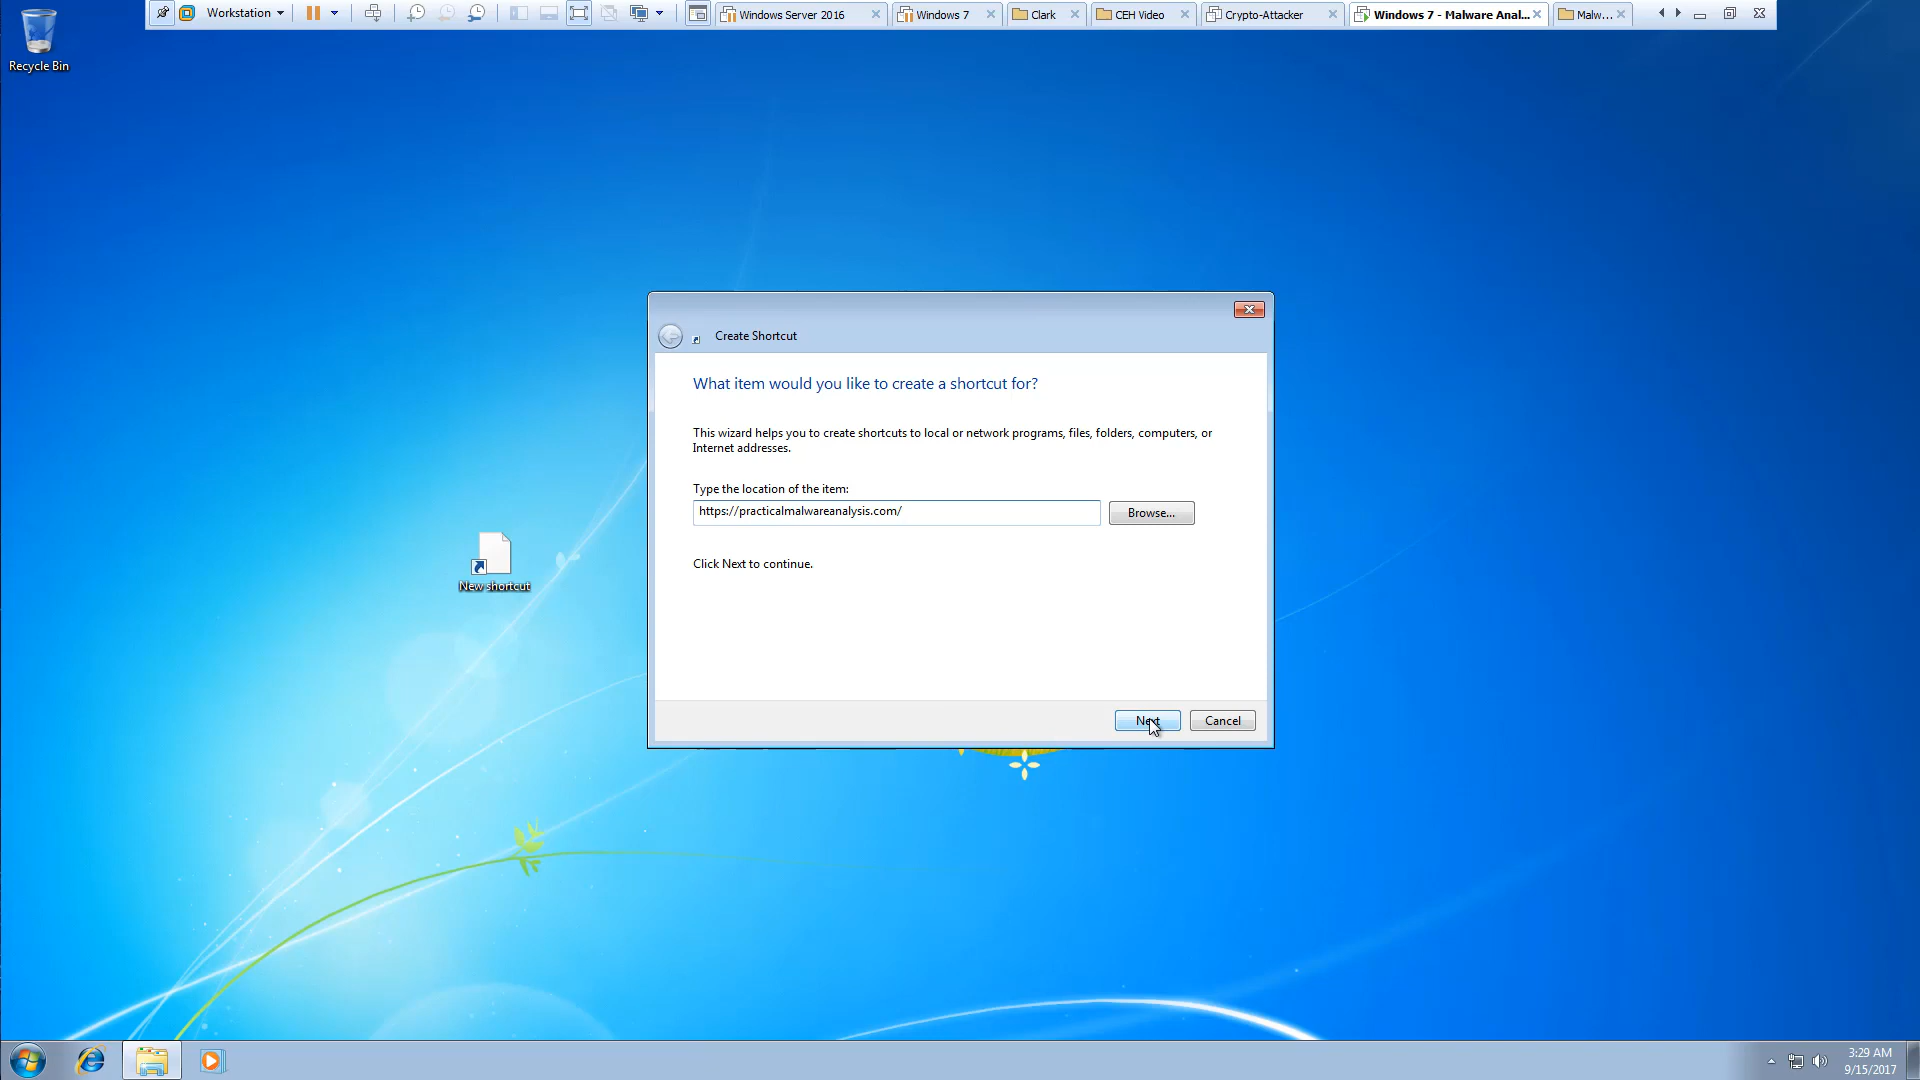 Workstation
Windows Server 2016
Windows 7
Clark
CEH Video
Crypto-Attacker
Windows 7 - Malware Anal...
Malw...
Recycle Bin
Create Shortcut
What item would you like to create a shortcut for?
This wizard helps you to create shortcuts to local or network programs, files, folders, computers, or
Internet addresses.
Type the location of the item:
https://practicalmalwareanalysis.com/
Browse...
Click Next to continue.
New shortcut
Next
Cancel
3:29 AM
9/15/2017